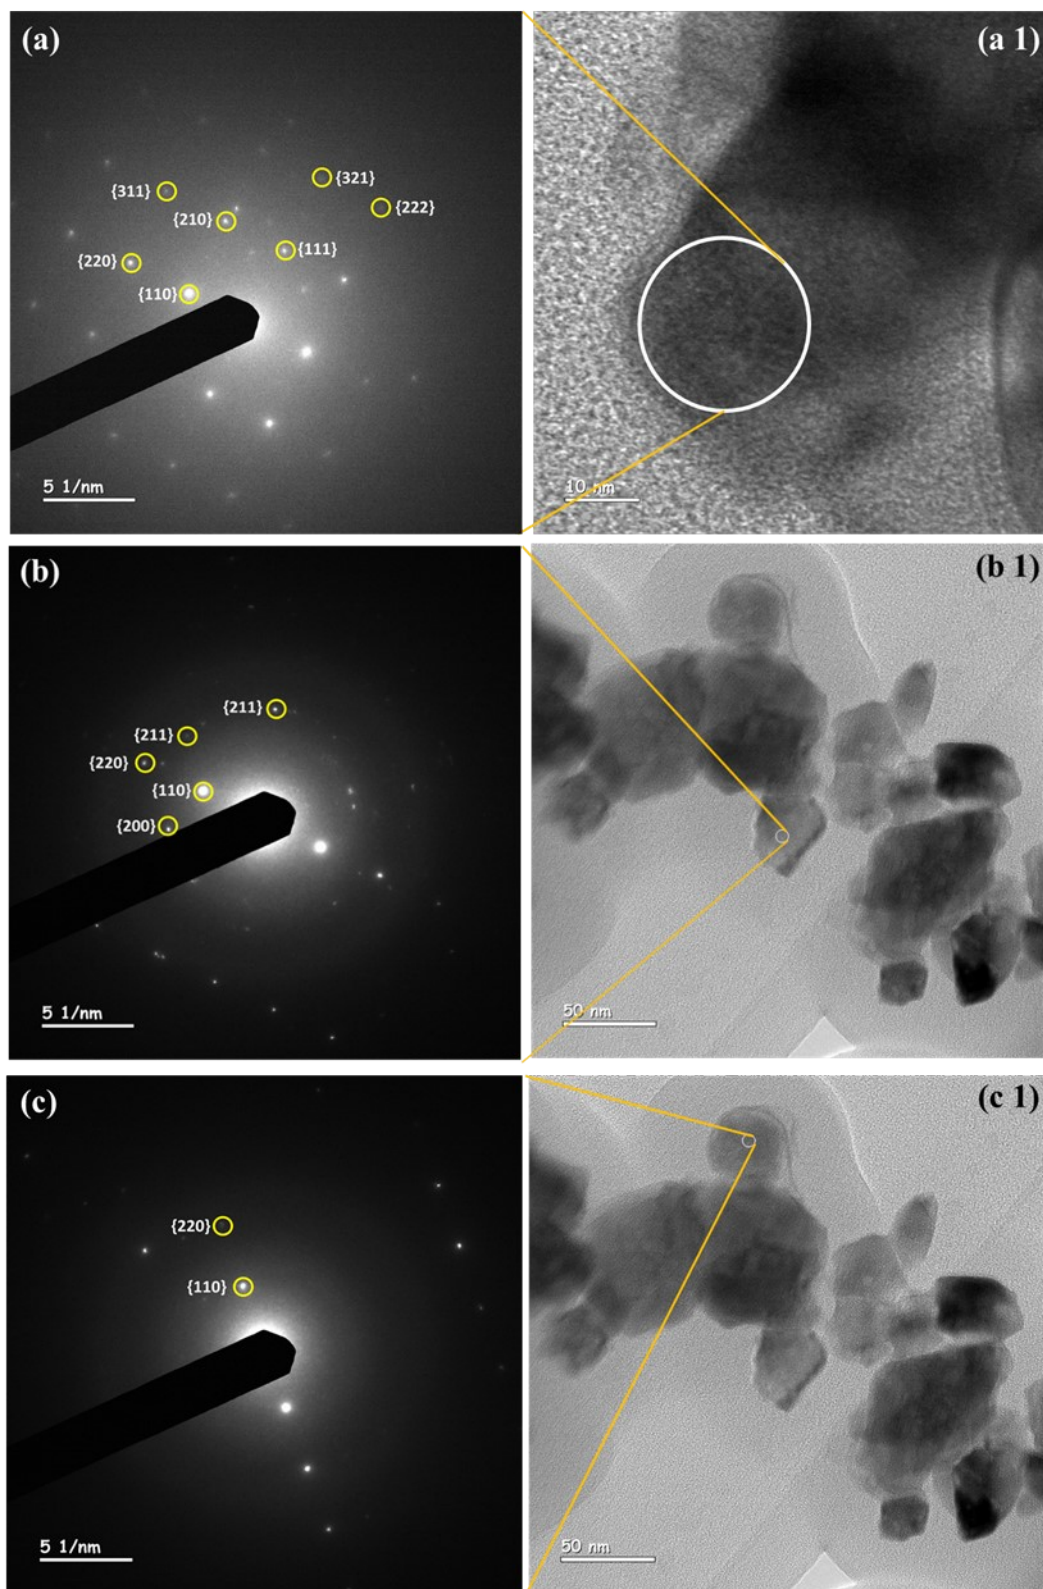 (a)
(a 1)
{321}
{311}
{222}
{210}
{111}
{220}
{110}
5 1/nm
10 nm
(b)
(b 1)
{211}
{211}
{220}
{110}
{200}
5 1/nm
50 nm
(c)
(c 1)
{220}
{110}
5 1/nm
50 nm